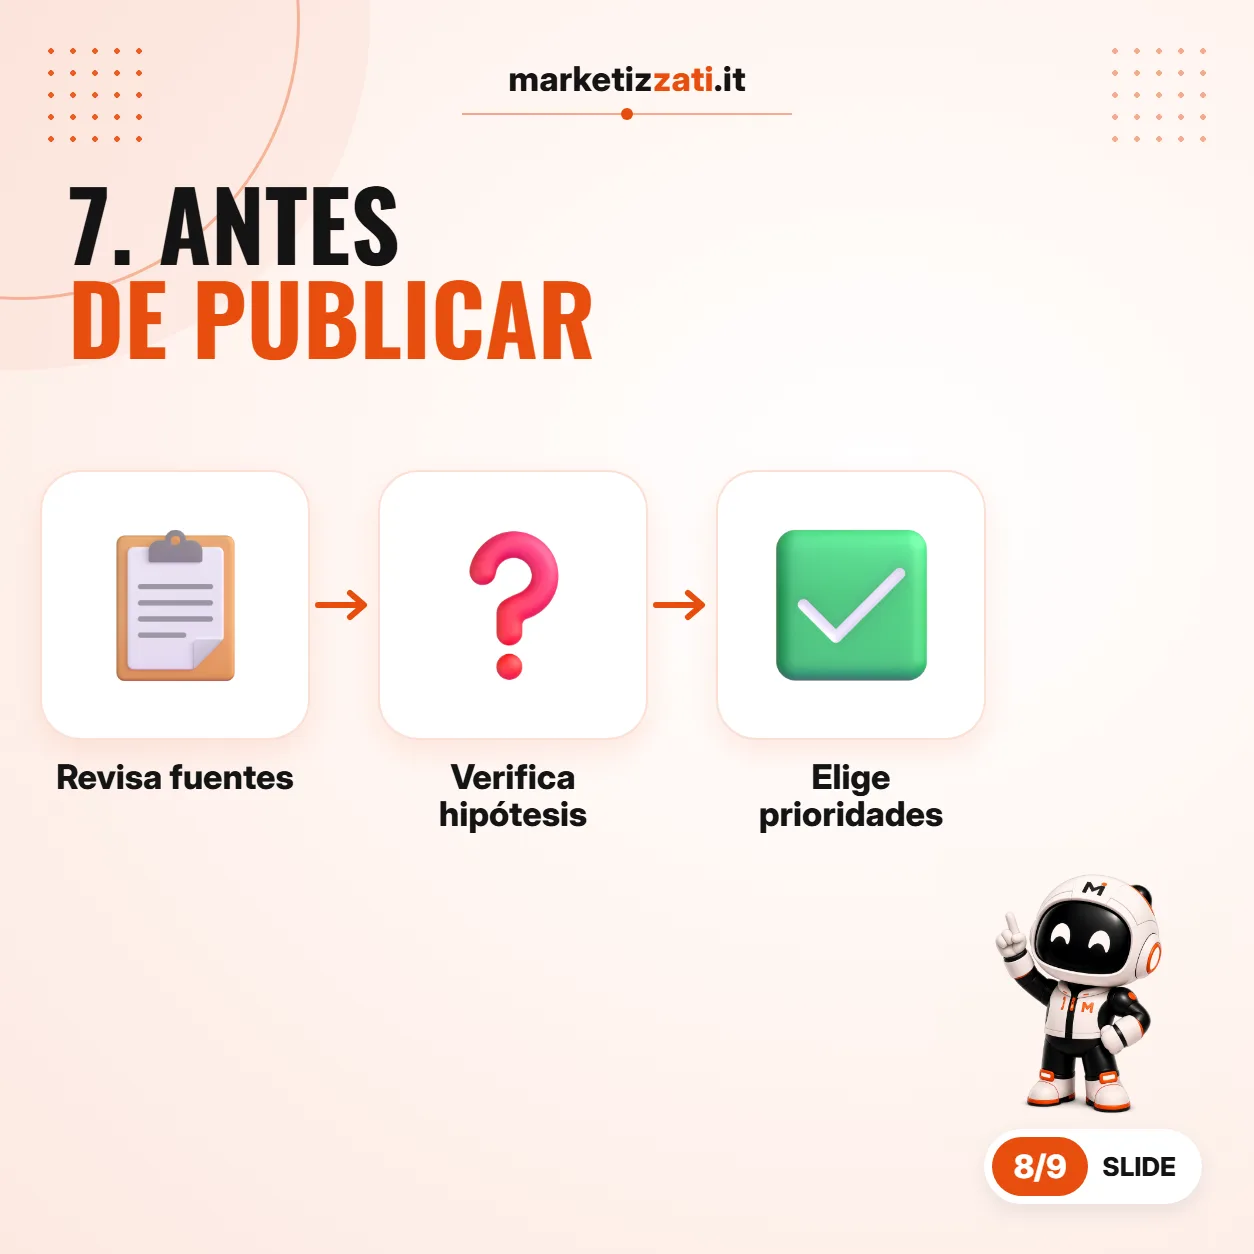 marketizzati.it
7. ANTES
DE PUBLICAR
Revisa fuentes
Verifica
hipótesis
Elige
prioridades
M
M
8/9 SLIDE